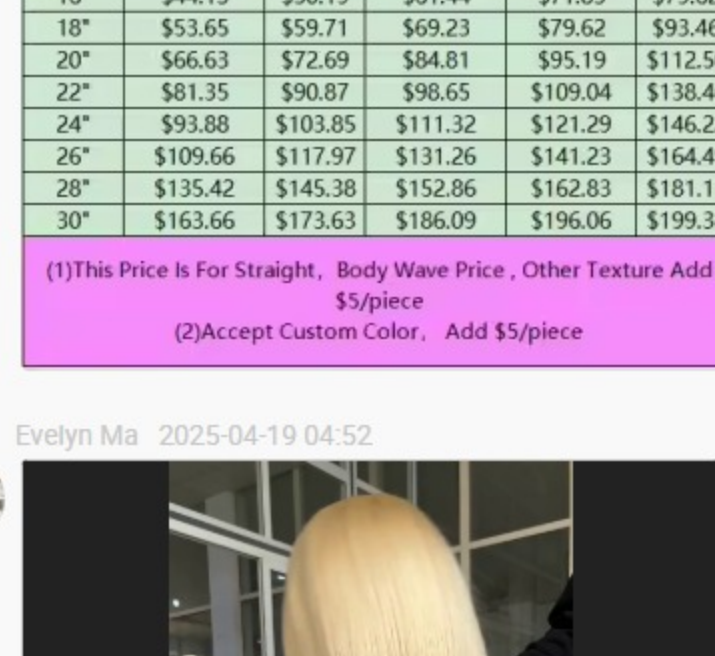 18" $53.65 $59.71 $69.23 $79.62
20" $66.63 $72.69 $84.81 $95.19
22" $81.35 $90.87 $98.65 $109.04
24" $93.88 $103.85 $111.32 $121.29
26" $109.66 $117.97 $131.26 $141.23
28" $135.42 $145.38 $152.86 $162.83
30" $163.66 $173.63 $186.09 $196.06
(1)This Price Is For Straight, Body Wave Price , Other Texture Add
$5/piece
(2)Accept Custom Color, Add $5/piece
Evelyn Ma 2025-04-19 04:52